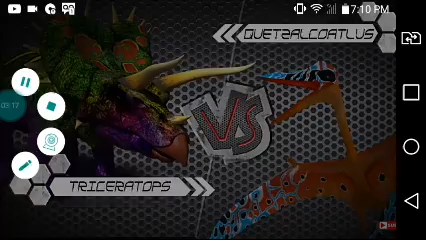 7:10 PM
QUETZALCOATLUS
03:17
VS
TRICERATOPS